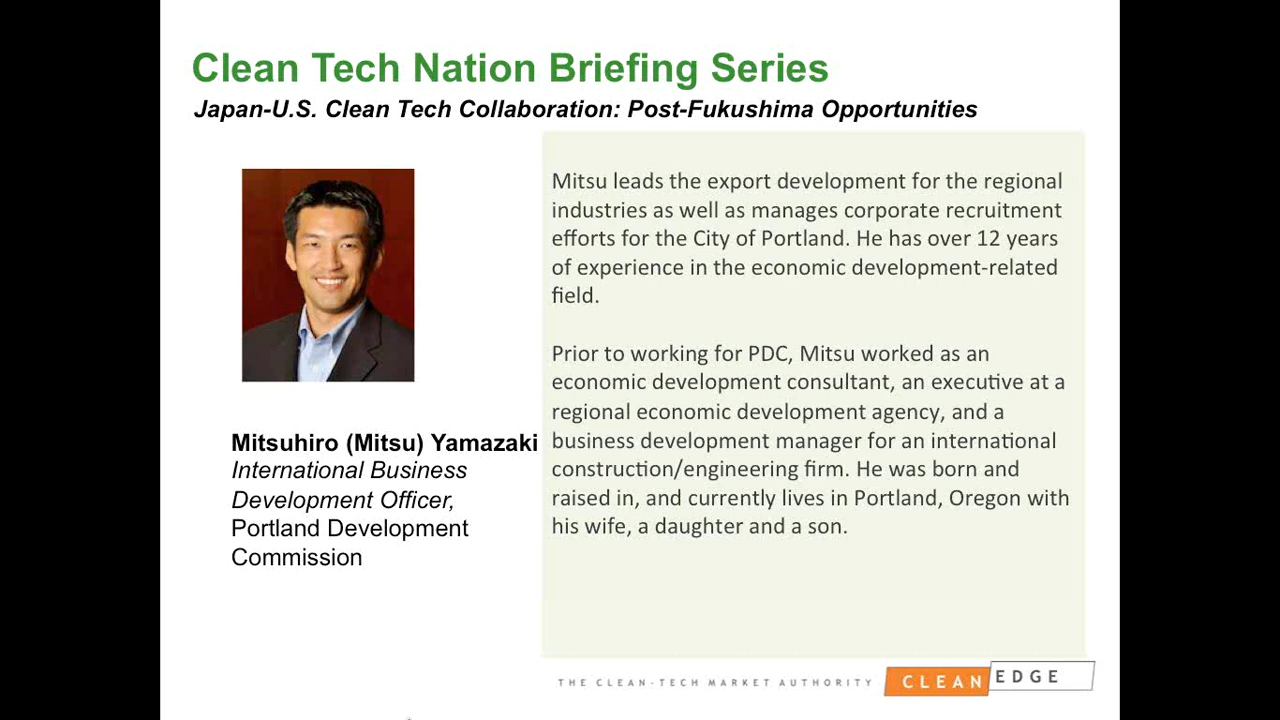 Clean Tech Nation Briefing Series
Japan-U.S. Clean Tech Collaboration: Post-Fukushima Opportunities
Mitsuhiro (Mitsu) Yamazaki
International Business
Development Officer,
Portland Development
Commission
Mitsu leads the export development for the regional
industries as well as manages corporate recruitment
efforts for the City of Portland. He has over 12 years
of experience in the economic development-related
field.
Prior to working for PDC, Mitsu worked as an
economic development consultant, an executive at a
regional economic development agency, and a
business development manager for an international
construction/engineering firm. He was born and
raised in, and currently lives in Portland, Oregon with
his wife, a daughter and a son.
THE CLEAN-TECH MARKET AUTHORITY
CLEAN EDGE